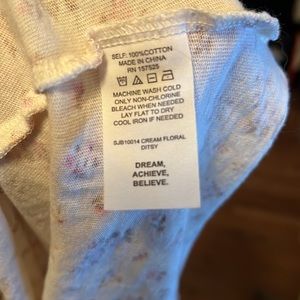 SELF: 100%COTTON
MADE IN CHINA
RN 157525
MACHINE WASH COLD
ONLY NON-CHLORINE
BLEACH WHEN NEEDED
LAY FLAT TO DRY
COOL IRON IF NEEDED
SJB10014 CREAM FLORAL
DITSY
DREAM,
ACHIEVE,
BELIEVE.